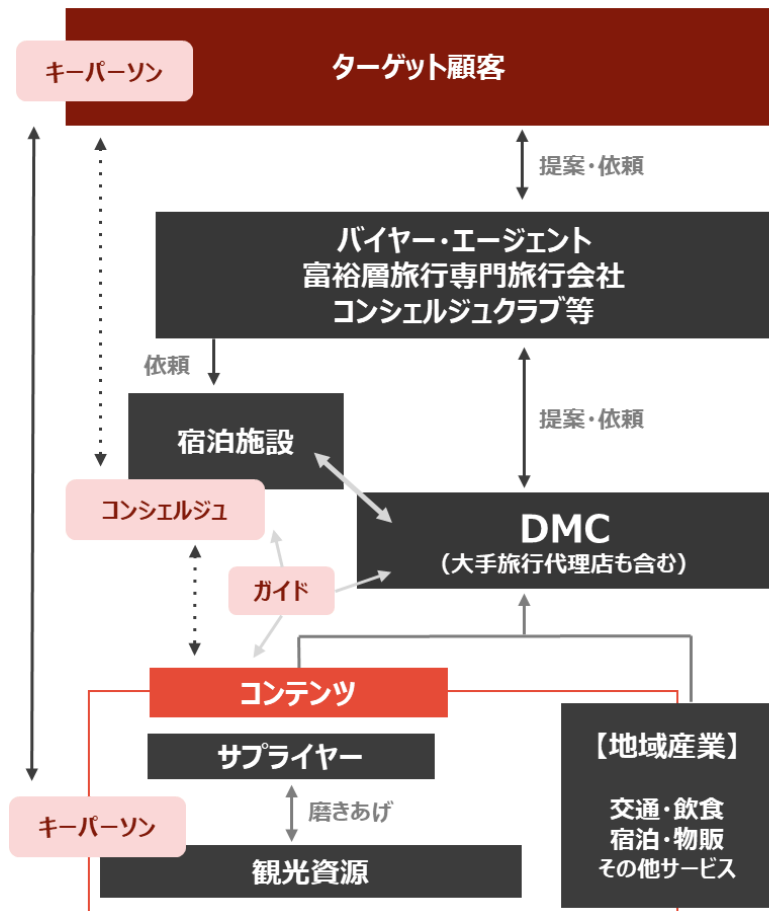 キーパーソン
ターゲット顧客
提案・依頼
バイヤー・エージェント
富裕層旅行専門旅行会社
コンシェルジュクラブ等
依頼
提案・依頼
宿泊施設
コンシェルジュ
DMC
（大手旅行代理店も含む）
ガイド
コンテンツ
サプライヤー
【地域産業】
磨きあげ
交通・飲食
宿泊・物販
その他サービス
キーパーソン
観光資源